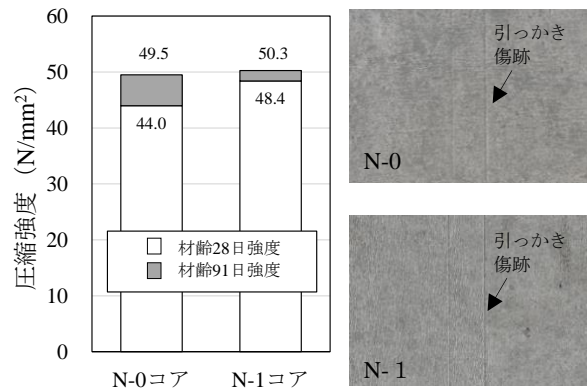 圧縮強度（N/mm²）
60
50
40
30
20
10
0
49.5
44.0
50.3
48.4
材齢28日強度
材齢91日強度
N-0コア
N-1コア
引っかき
傷跡
N-0
引っかき
傷跡
N-１